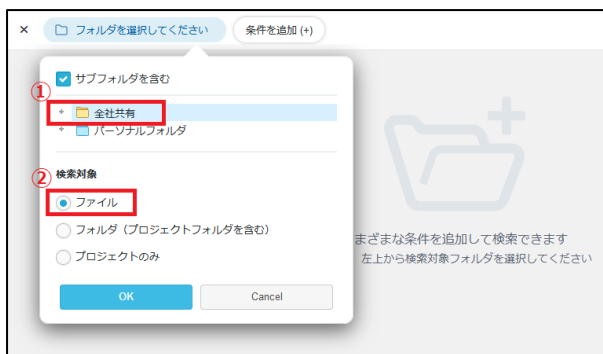 × フォルダを選択してください 条件を追加 (+)
サブフォルダを含む
①
+ 全社共有
+ パーソナルフォルダ
② 検索対象
ファイル
フォルダ（プロジェクトフォルダを含む）
プロジェクトのみ
OK Cancel
まざまな条件を追加して検索できます
左上から検索対象フォルダを選択してください